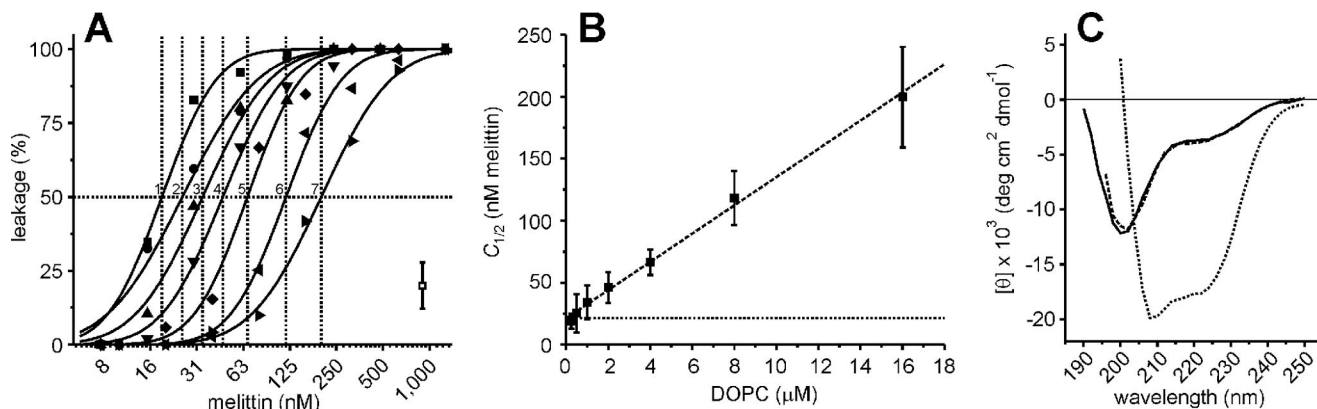 A
leakage (%)
100
75
50
25
0
1 2 3 4 5 6 7
8 16 31 63 125 250 500 1,000
melittin (nM)
B
C1/2 (nM melittin)
250
200
150
100
50
0
0 2 4 6 8 10 12 14 16 18
DOPC (μM)
C
[θ] x 10³ (deg cm² dmol⁻¹)
5
0
-5
-10
-15
-20
190 200 210 220 230 240 250
wavelength (nm)